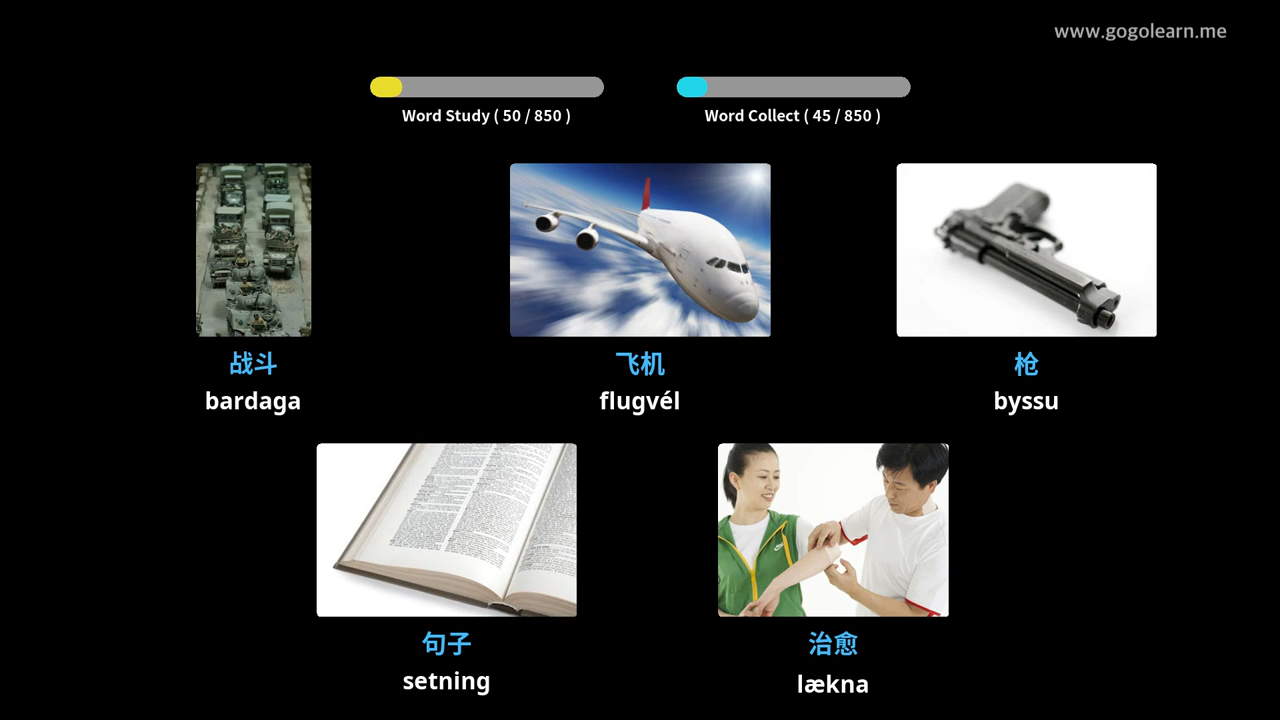 www.gogolearn.me
Word Study ( 50 / 850 )
Word Collect ( 45 / 850 )
战斗
bardaga
飞机
flugvél
枪
byssu
句子
setning
治愈
lækna